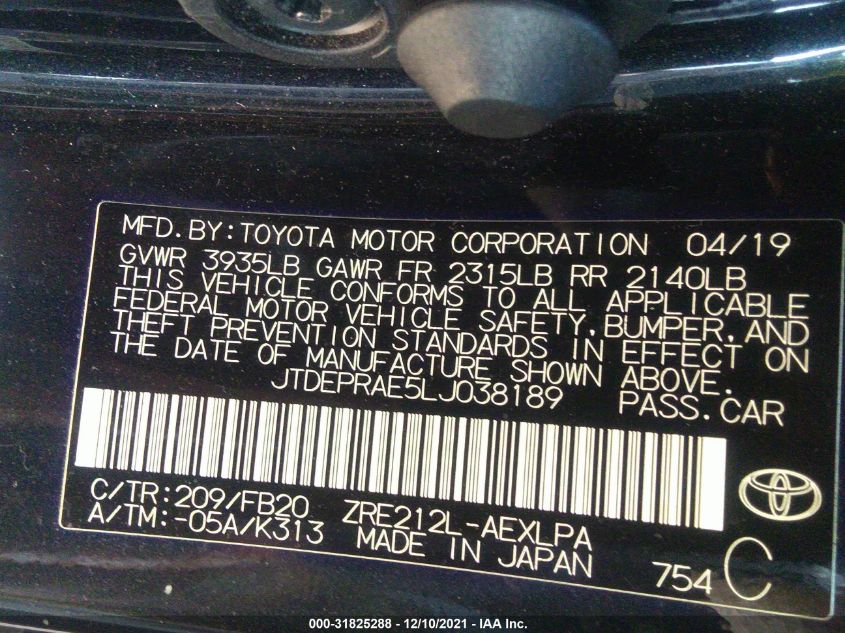 MFD.BY:TOYOTA MOTOR CORPORATION 04/19
GVWR 3935LB GAWR FR 2315LB RR 2140LB
THIS VEHICLE CONFORMS TO ALL APPLICABLE
FEDERAL MOTOR VEHICLE SAFETY,BUMPER,AND
THEFT PREVENTION STANDARDS IN EFFECT ON
THE DATE OF MANUFACTURE SHOWN ABOVE.
JTDEPRAE5LJ038189 PASS.CAR
C/TR:209/FB20 ZRE212L-AEXLPA
A/TM:-05A/K313 MADE IN JAPAN
754 C
000-31825288 - 12/10/2021 - IAA Inc.